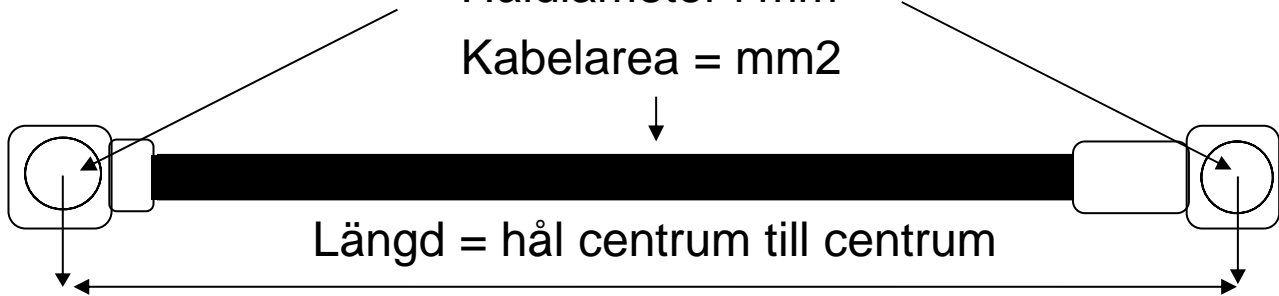 Kabelarea = mm2
Längd = hål centrum till centrum